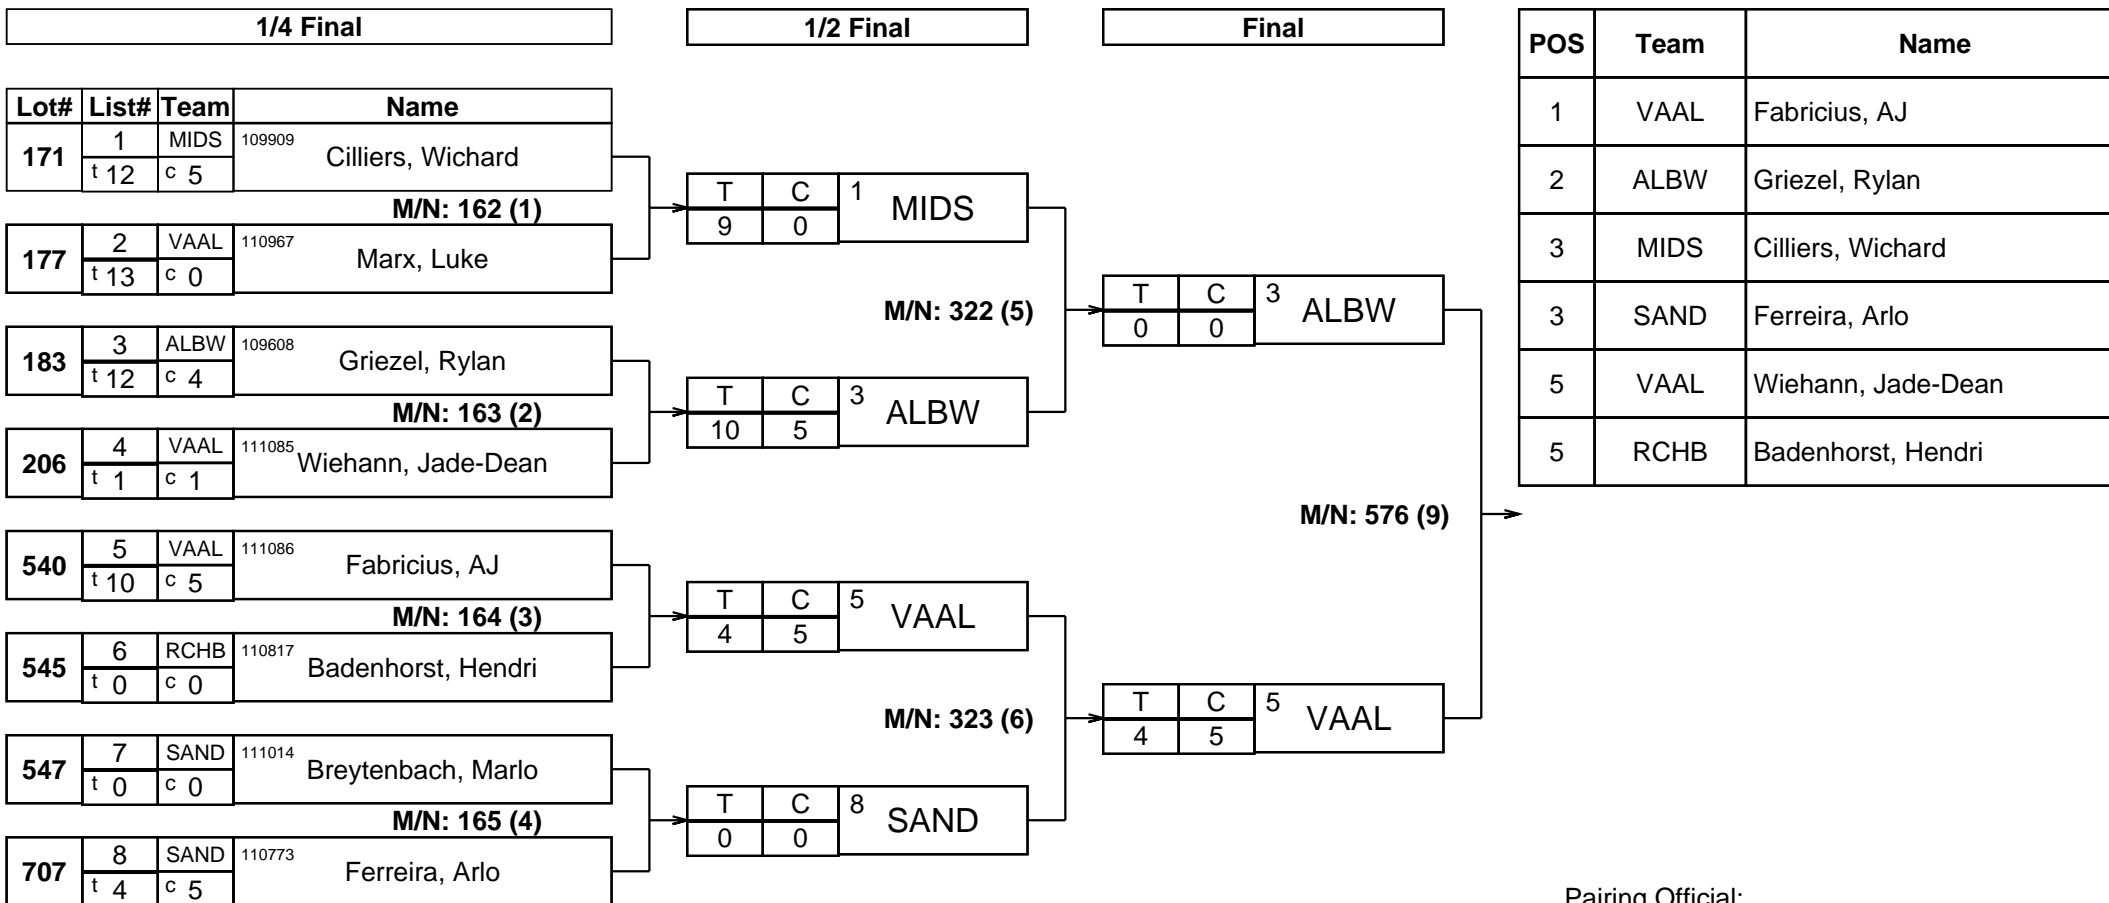 1/4 Final
1/2 Final
Final
Lot# List# Team Name
171 1 MIDS 109909 Cilliers, Wichard
t 12 c 5
M/N: 162 (1)
177 2 VAAL 110967 Marx, Luke
t 13 c 0
183 3 ALBW 109608 Griezel, Rylan
t 12 c 4
M/N: 163 (2)
206 4 VAAL 111085 Wiehann, Jade-Dean
t 1 c 1
540 5 VAAL 111086 Fabricius, AJ
t 10 c 5
M/N: 164 (3)
545 6 RCHB 110817 Badenhorst, Hendri
t 0 c 0
547 7 SAND 111014 Breytenbach, Marlo
t 0 c 0
M/N: 165 (4)
707 8 SAND 110773 Ferreira, Arlo
t 4 c 5
T C 1 MIDS
9 0
M/N: 322 (5)
T C 3 ALBW
10 5
T C 5 VAAL
4 5
M/N: 323 (6)
T C 8 SAND
0 0
T C 3 ALBW
0 0
M/N: 576 (9)
T C 5 VAAL
4 5
POS Team Name
1 VAAL Fabricius, AJ
2 ALBW Griezel, Rylan
3 MIDS Cilliers, Wichard
3 SAND Ferreira, Arlo
5 VAAL Wiehann, Jade-Dean
5 RCHB Badenhorst, Hendri
Pairing Official: